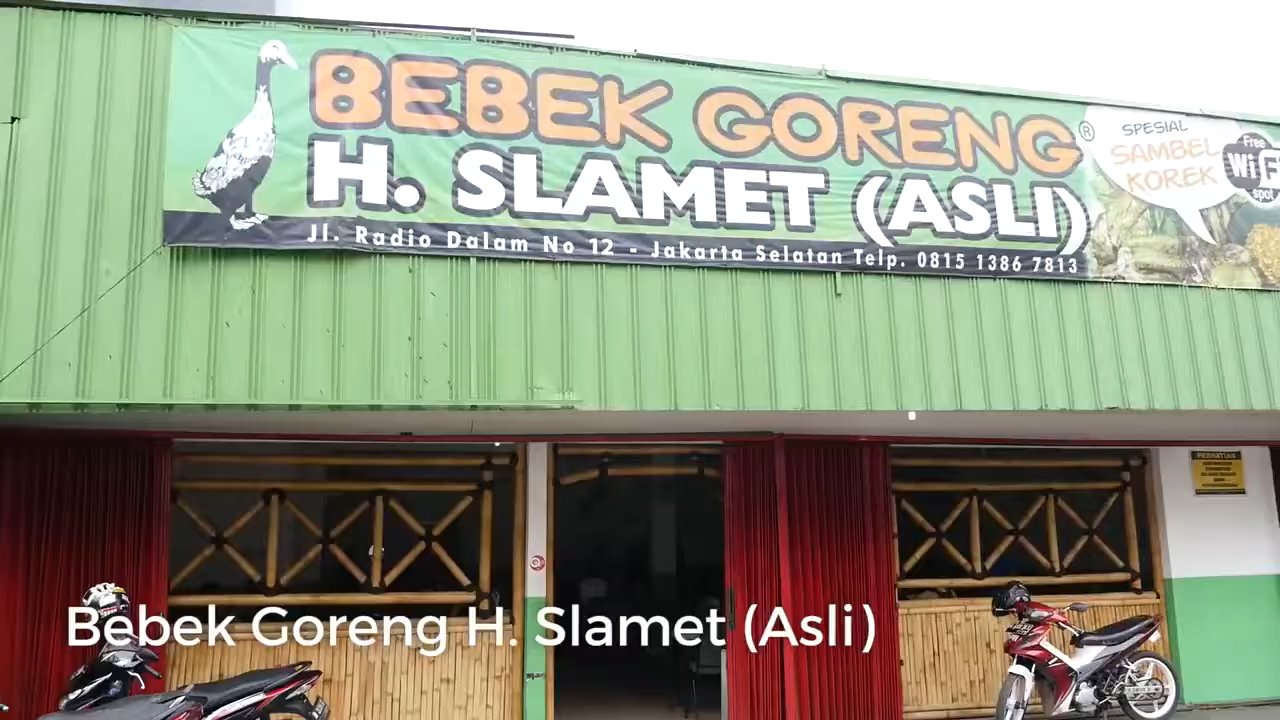 BEBEK GORENG
®
H. SLAMET (ASLI)
Jl. Radio Dalam No 12 - Jakarta Selatan Telp. 0815 1386 7813
SPESIAL
SAMBEL
KOREK
Free
WiFi
spot
PERHATIAN
Bebek Goreng H. Slamet (Asli)